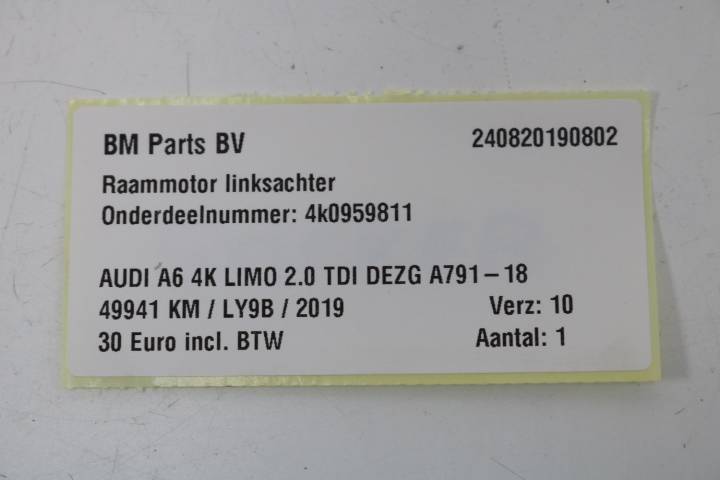 BM Parts BV 240820190802
Raammotor linksachter
Onderdeelnummer: 4k0959811
AUDI A6 4K LIMO 2.0 TDI DEZG A791-18
49941 KM / LY9B / 2019 Verz: 10
30 Euro incl. BTW Aantal: 1